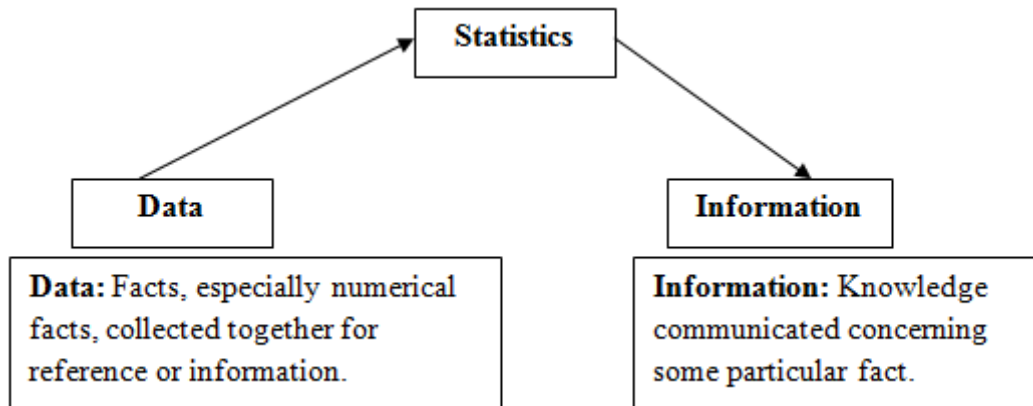 Statistics
Data
Information
Data: Facts, especially numerical
facts, collected together for
reference or information.
Information: Knowledge
communicated concerning
some particular fact.